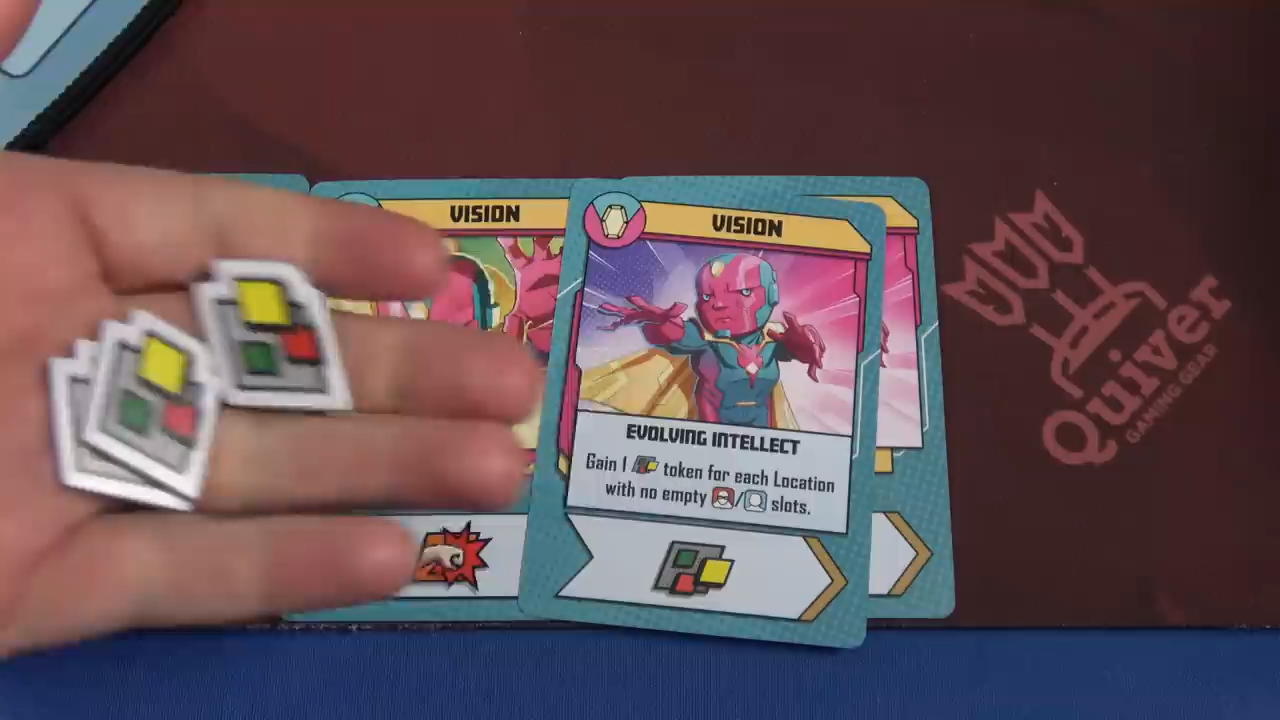 VISION
VISION
EVOLVING INTELLECT
Gain 1 token for each Location
with no empty / slots.
Quiver
GAMING GEAR